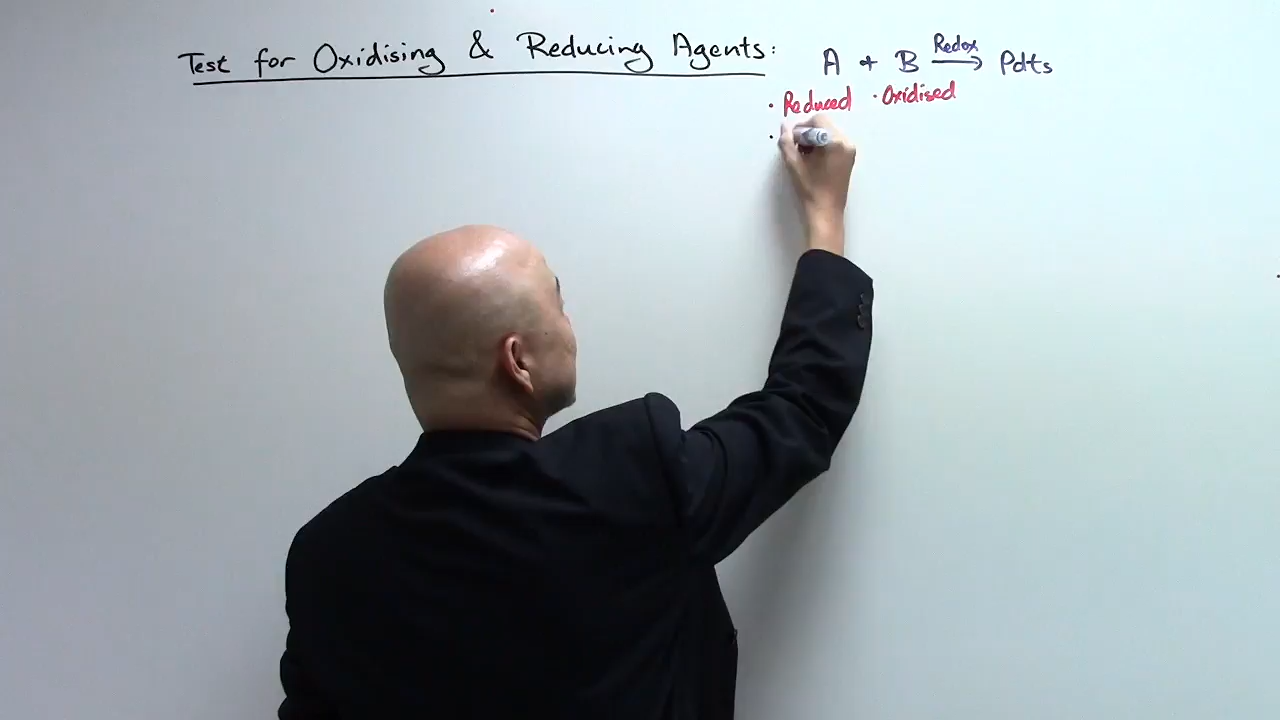 Test for Oxidising & Reducing Agents: A + B Redox → Pdts
· Reduced · Oxidised
·